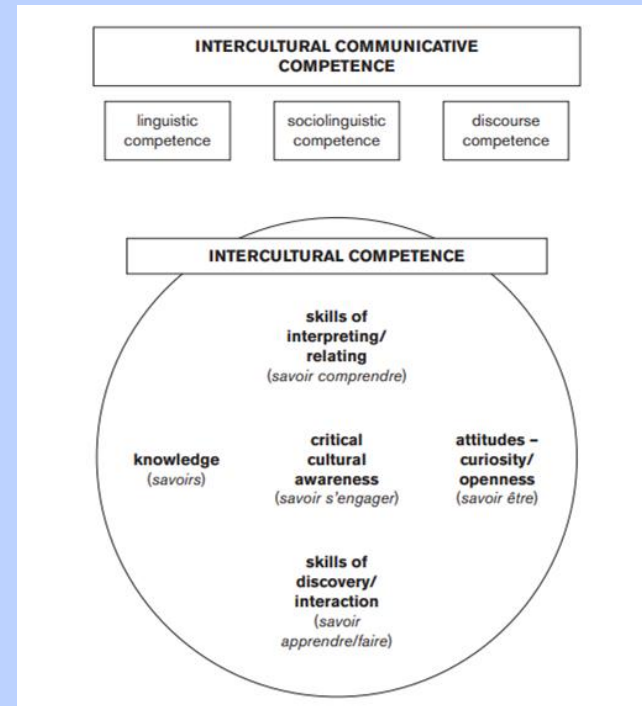 INTERCULTURAL COMMUNICATIVE
COMPETENCE
linguistic
competence
sociolinguistic
competence
discourse
competence
INTERCULTURAL COMPETENCE
skills of
interpreting/
relating
(savoir comprendre)
knowledge
(savoirs)
critical
cultural
awareness
(savoir s'engager)
attitudes –
curiosity/
openness
(savoir être)
skills of
discovery/
interaction
(savoir
apprendre/faire)